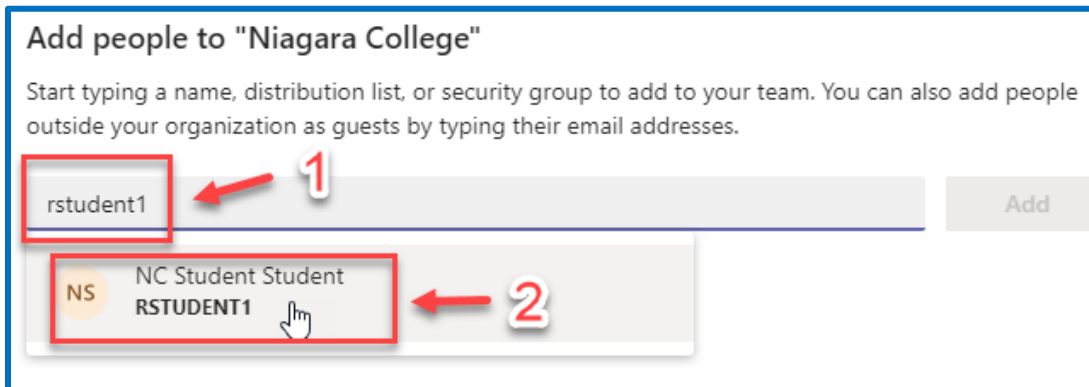 Add people to "Niagara College"
Start typing a name, distribution list, or security group to add to your team. You can also add people
outside your organization as guests by typing their email addresses.
1
rstudent1
Add
NS
NC Student Student
RSTUDENT1
2